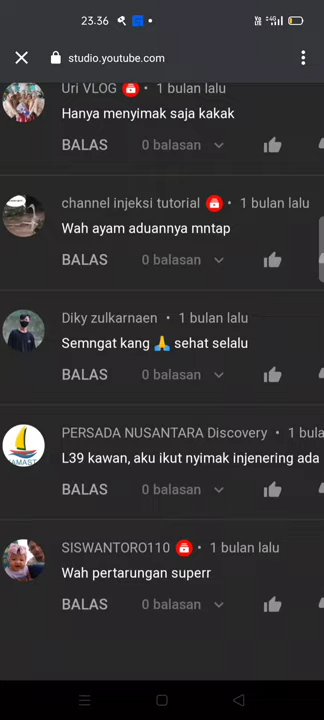 23.36
studio.youtube.com
Uri VLOG • 1 bulan lalu
Hanya menyimak saja kakak
BALAS 0 balasan
channel injeksi tutorial • 1 bulan lalu
Wah ayam aduannya mntap
BALAS 0 balasan
Diky zulkarnaen • 1 bulan lalu
Semngat kang 🙏 sehat selalu
BALAS 0 balasan
PERSADA NUSANTARA Discovery • 1 bula
L39 kawan, aku ikut nyimak injenering ada
BALAS 0 balasan
SISWANTORO110 • 1 bulan lalu
Wah pertarungan superr
BALAS 0 balasan